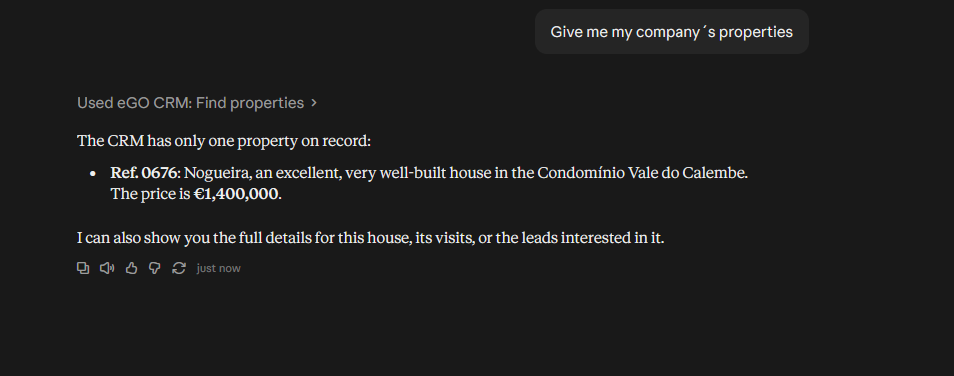 Give me my company´s properties
Used eGO CRM: Find properties
The CRM has only one property on record:
• Ref. 0676: Nogueira, an excellent, very well-built house in the Condomínio Vale do Calembe.
The price is €1,400,000.
I can also show you the full details for this house, its visits, or the leads interested in it.
just now